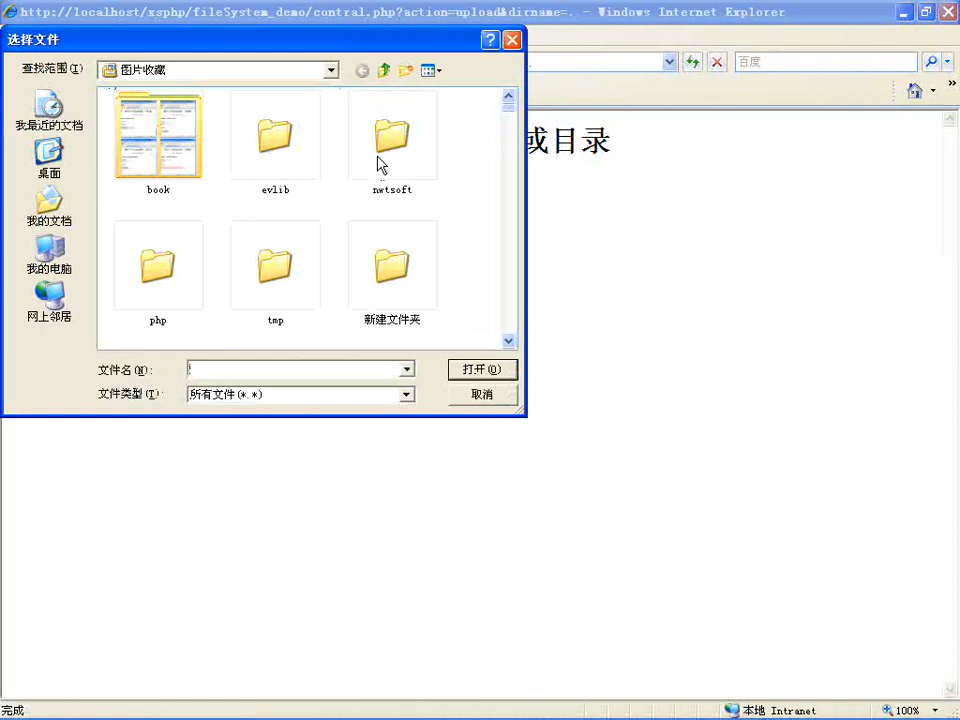 http://localhost/xsphp/fileSystem_demo/contral.php?action=upload&dirname=. - Windows Internet Explorer
选择文件
查找范围(I)
图片收藏
百度
或目录
我最近的文档
桌面
我的文档
我的电脑
网上邻居
book
evlib
nwtsoft
php
tmp
新建文件夹
文件名(N):
打开(O)
文件类型(T):
所有文件(*.*)
取消
完成
本地 Intranet
100%